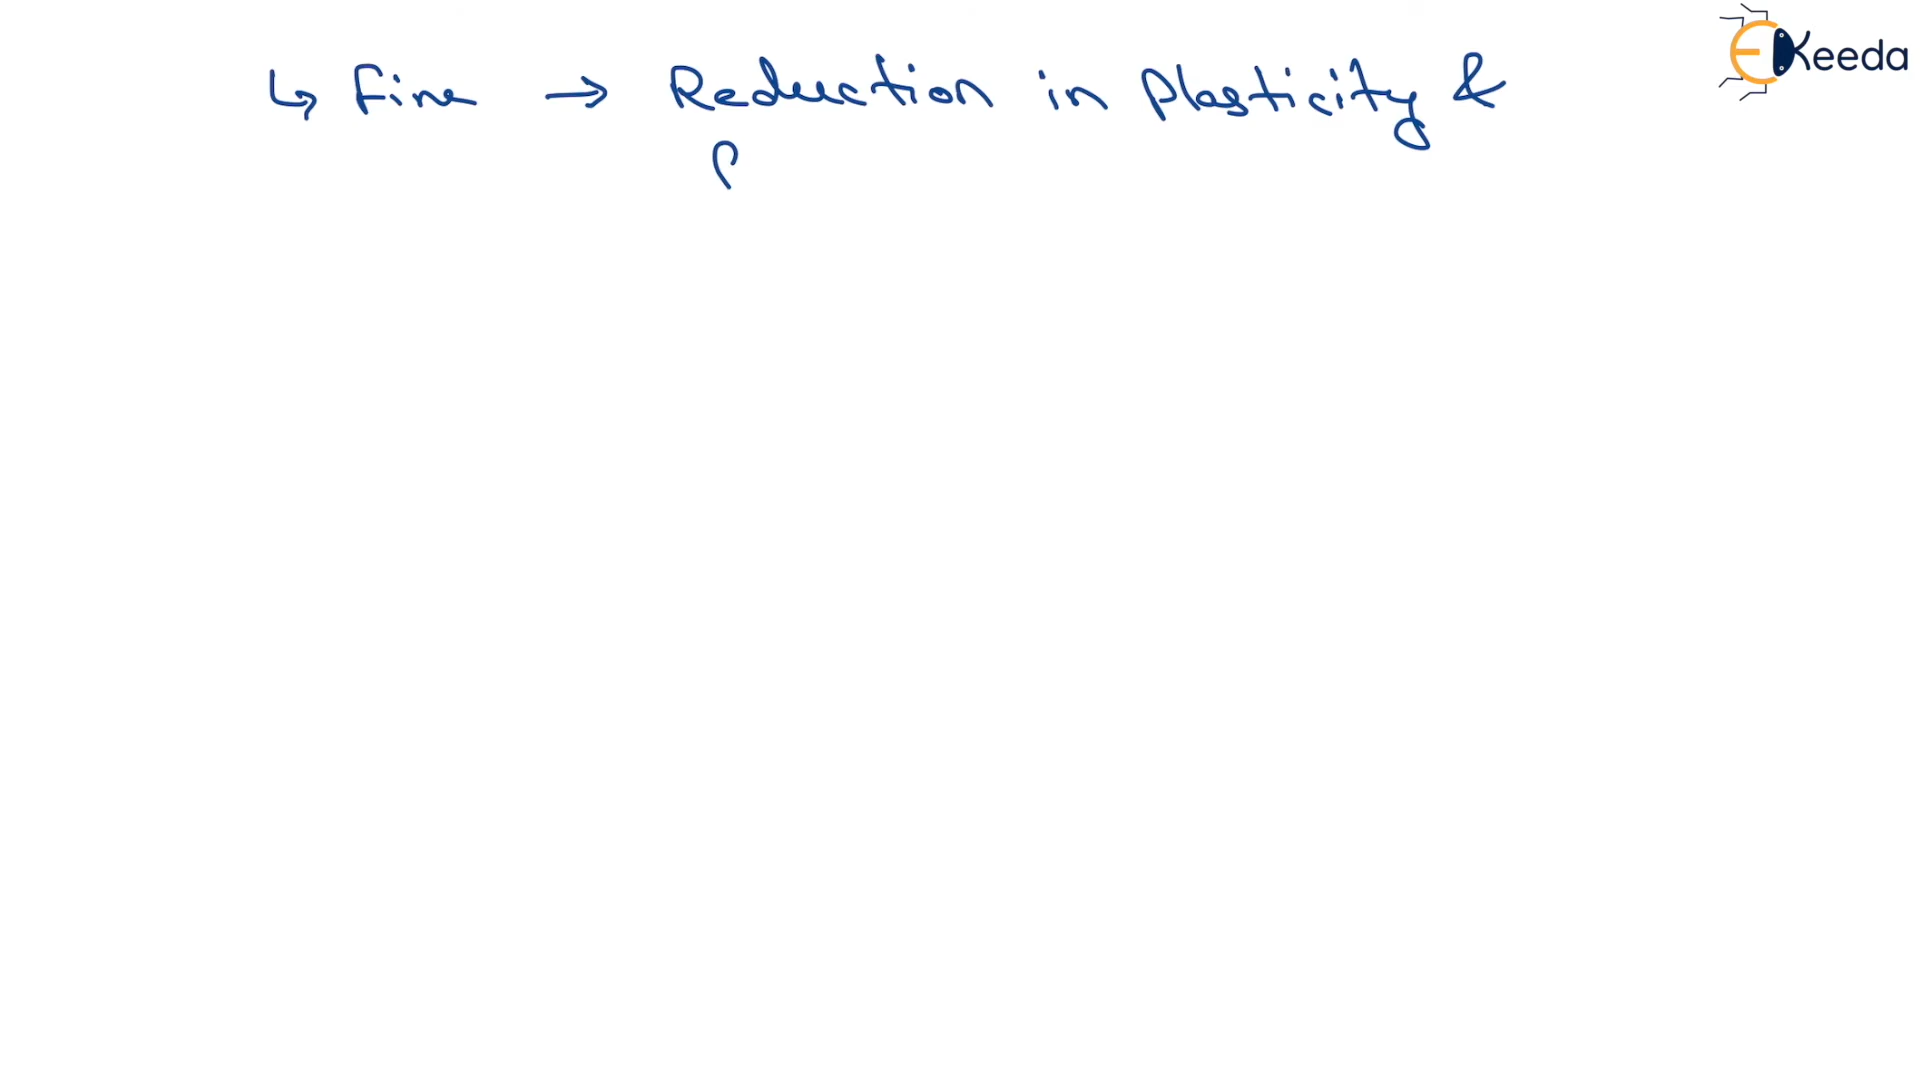 EKeeda
↳ Fine → Reduction in Plasticity &
P